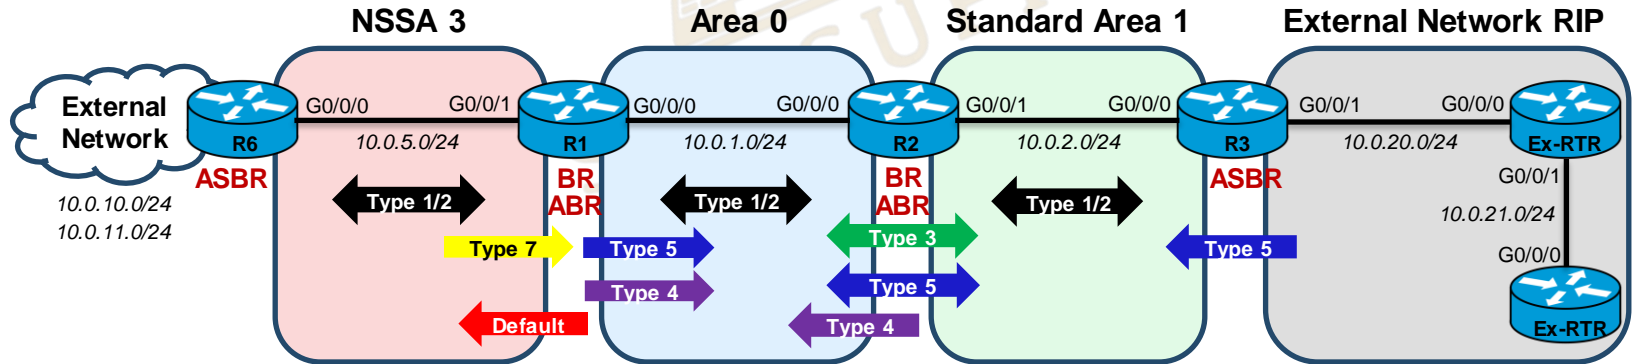 NSSA 3
Area 0
Standard Area 1
External Network RIP
External
Network
R6
G0/0/0
G0/0/1
R1
G0/0/0
G0/0/0
R2
G0/0/1
G0/0/0
R3
G0/0/1
G0/0/0
Ex-RTR
10.0.5.0/24
10.0.1.0/24
10.0.2.0/24
10.0.20.0/24
ASBR
BR
ABR
BR
ABR
ASBR
G0/0/1
10.0.10.0/24
10.0.11.0/24
Type 1/2
Type 1/2
Type 1/2
10.0.21.0/24
Type 7
Type 5
Type 3
Type 5
G0/0/0
Type 4
Type 5
Default
Type 4
Ex-RTR